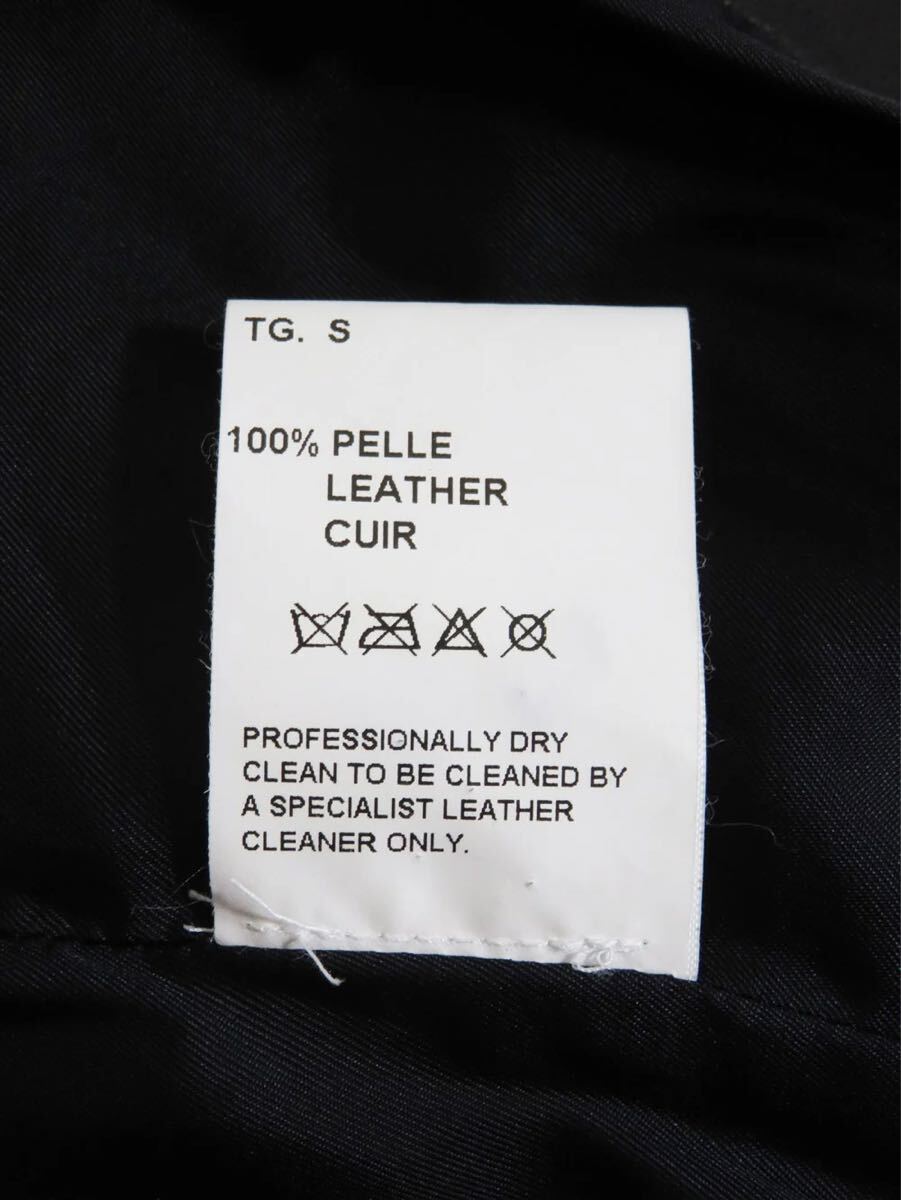 TG. S
100% PELLE
LEATHER
CUIR
PROFESSIONALLY DRY
CLEAN TO BE CLEANED BY
A SPECIALIST LEATHER
CLEANER ONLY.